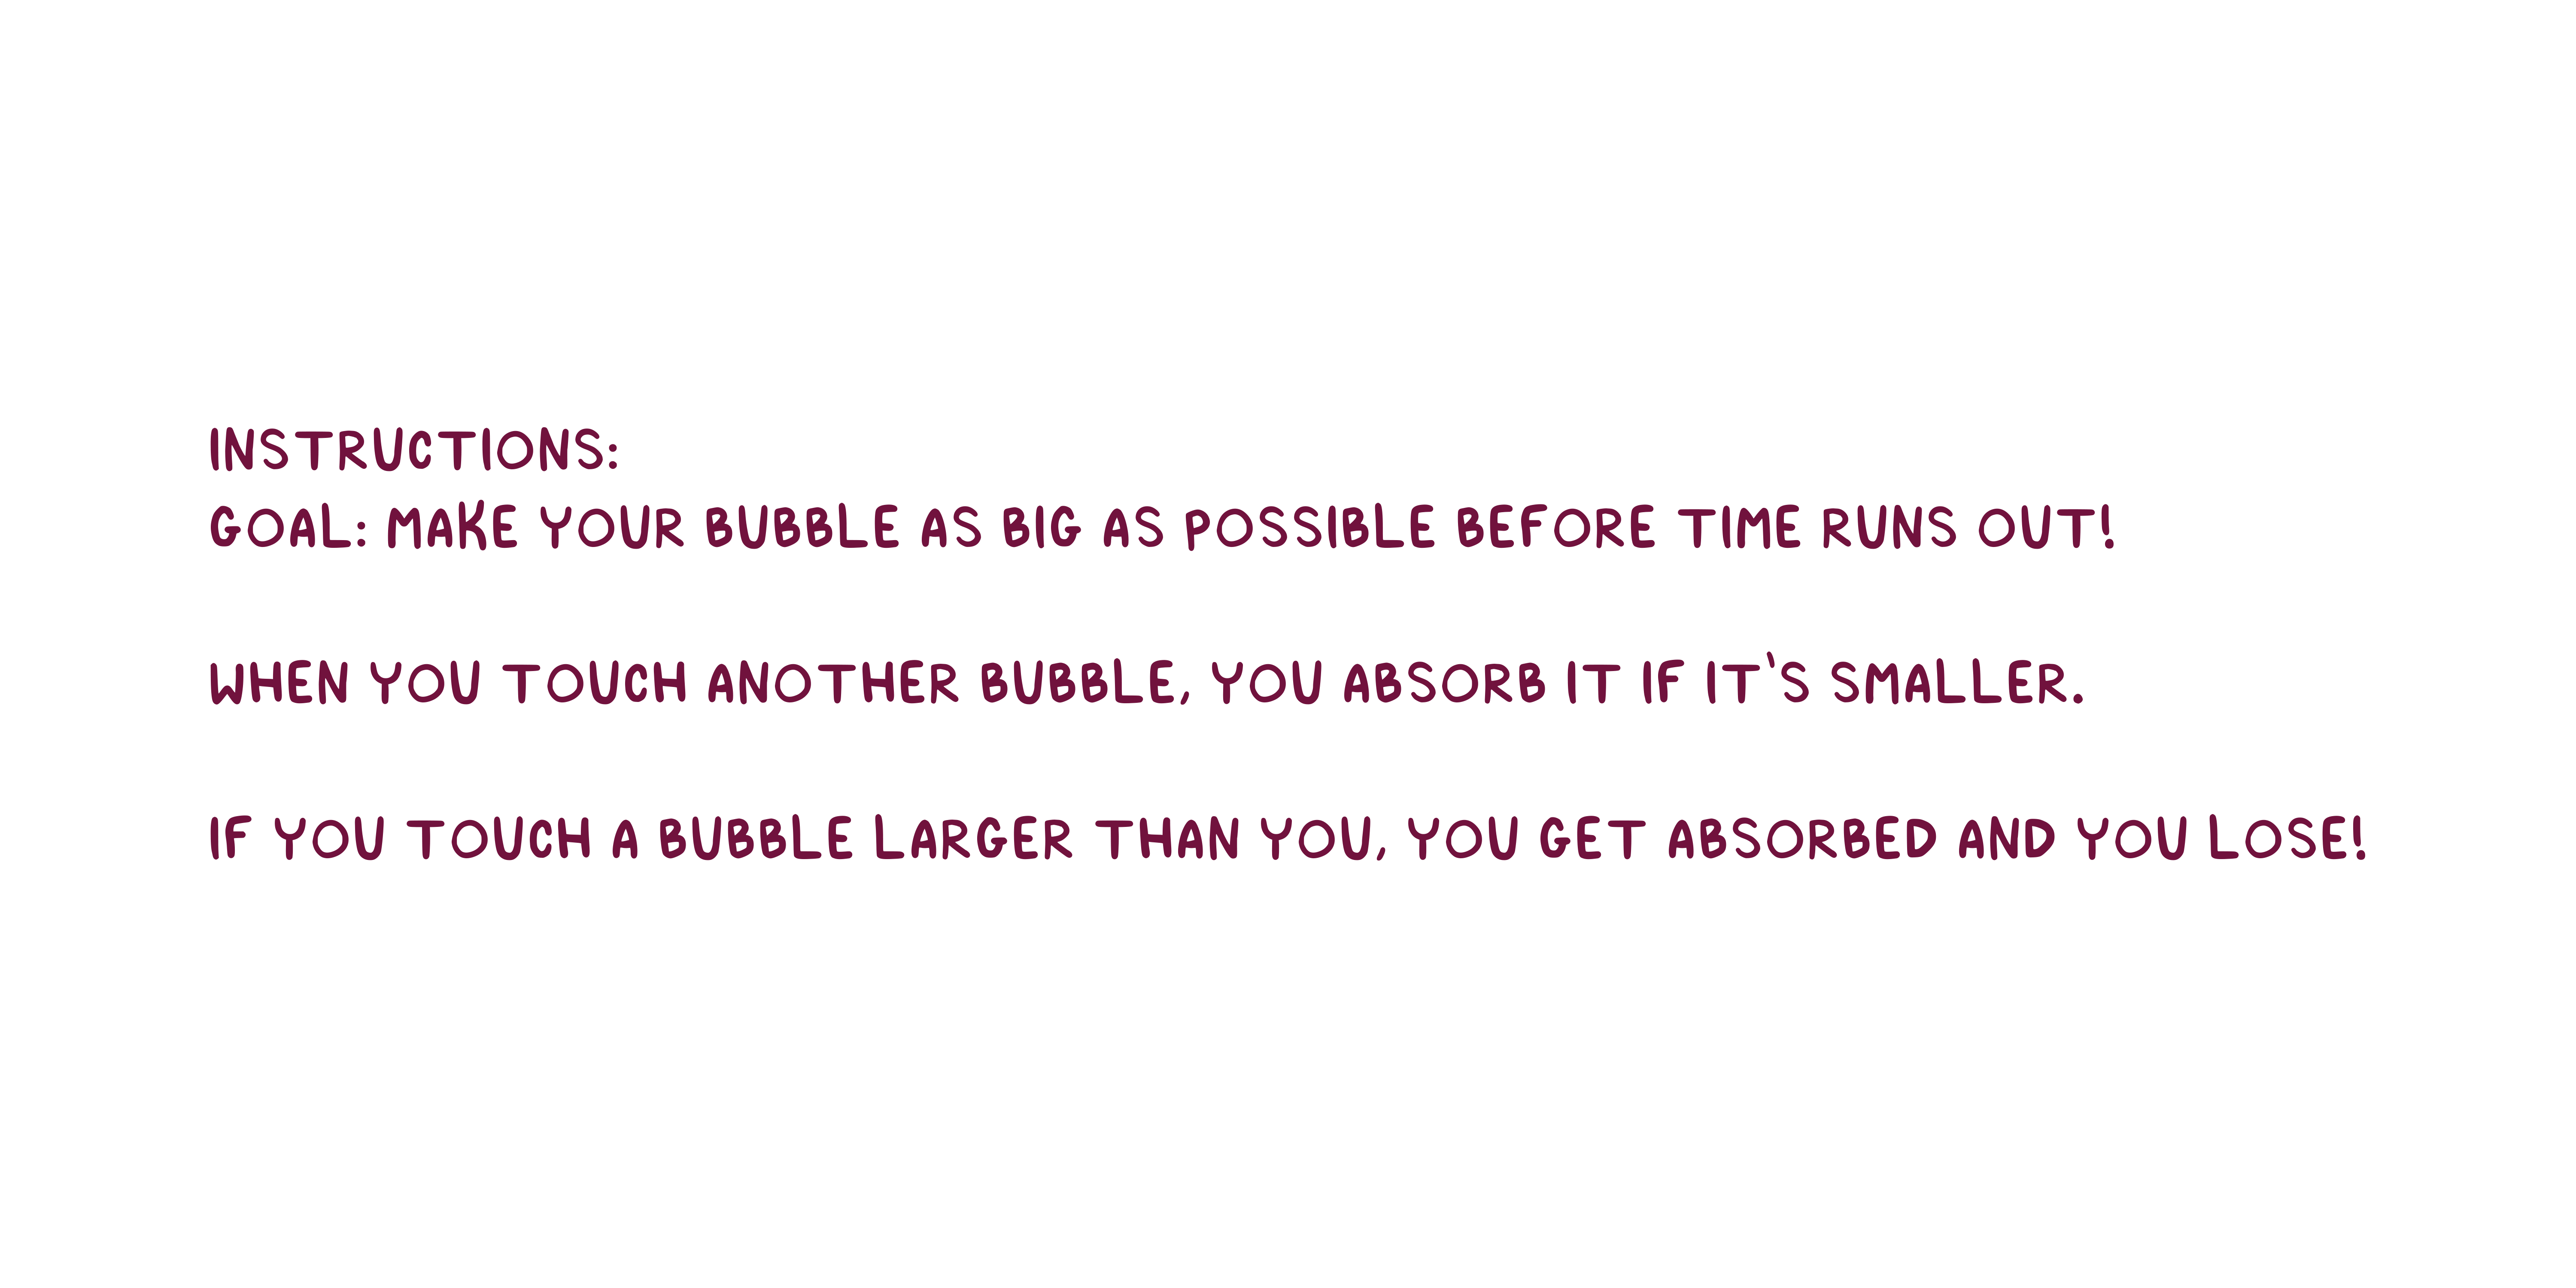 INSTRUCTIONS:
GOAL: MAKE YOUR BUBBLE AS BIG AS POSSIBLE BEFORE TIME RUNS OUT!
WHEN YOU TOUCH ANOTHER BUBBLE, YOU ABSORB IT IF IT'S SMALLER.
IF YOU TOUCH A BUBBLE LARGER THAN YOU, YOU GET ABSORBED AND YOU LOSE!